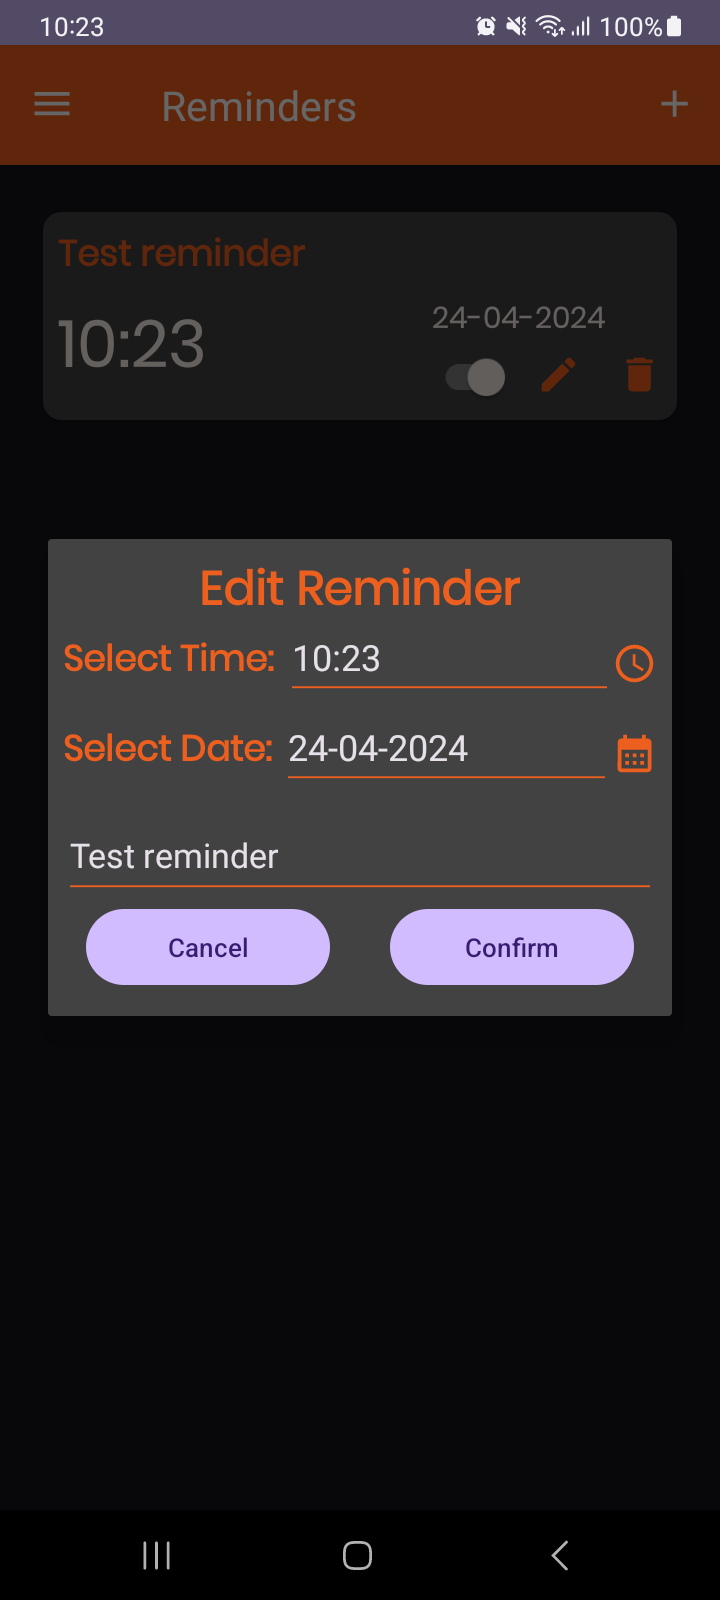 10:23 100%
Reminders
Test reminder
10:23
24-04-2024
Edit Reminder
Select Time: 10:23
Select Date: 24-04-2024
Test reminder
Cancel Confirm